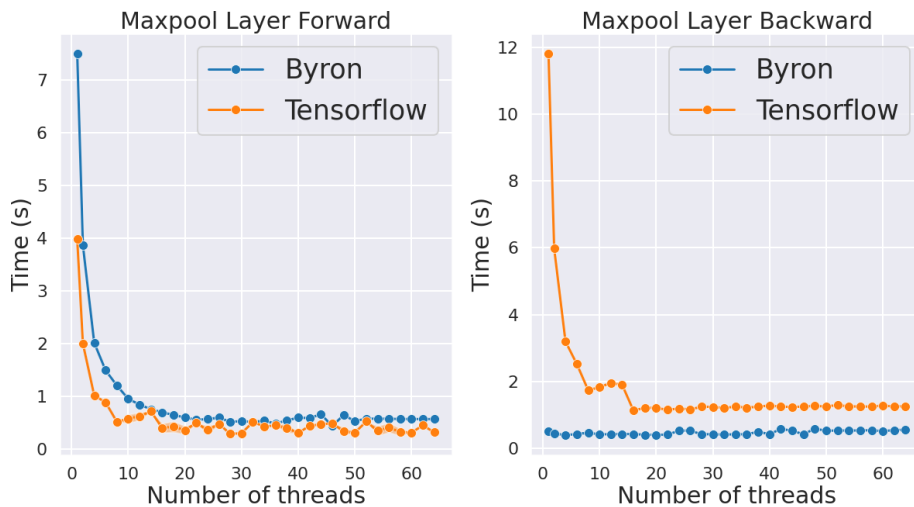 Maxpool Layer Forward
Byron
Tensorflow
7
6
5
4
3
2
1
0
Time (s)
0 10 20 30 40 50 60
Number of threads
Maxpool Layer Backward
Byron
Tensorflow
12
10
8
6
4
2
0
Time (s)
0 10 20 30 40 50 60
Number of threads